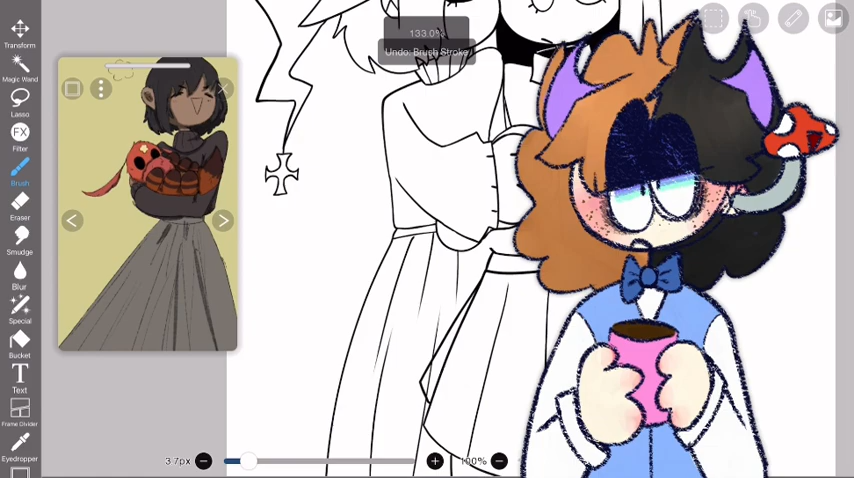 133.0%
Undo: Brush Stroke
Transform
Magic Wand
Lasso
FX
Filter
Brush
Eraser
Smudge
Blur
Special
Bucket
T
Text
Frame Divider
Eyedropper
3.7px
100%